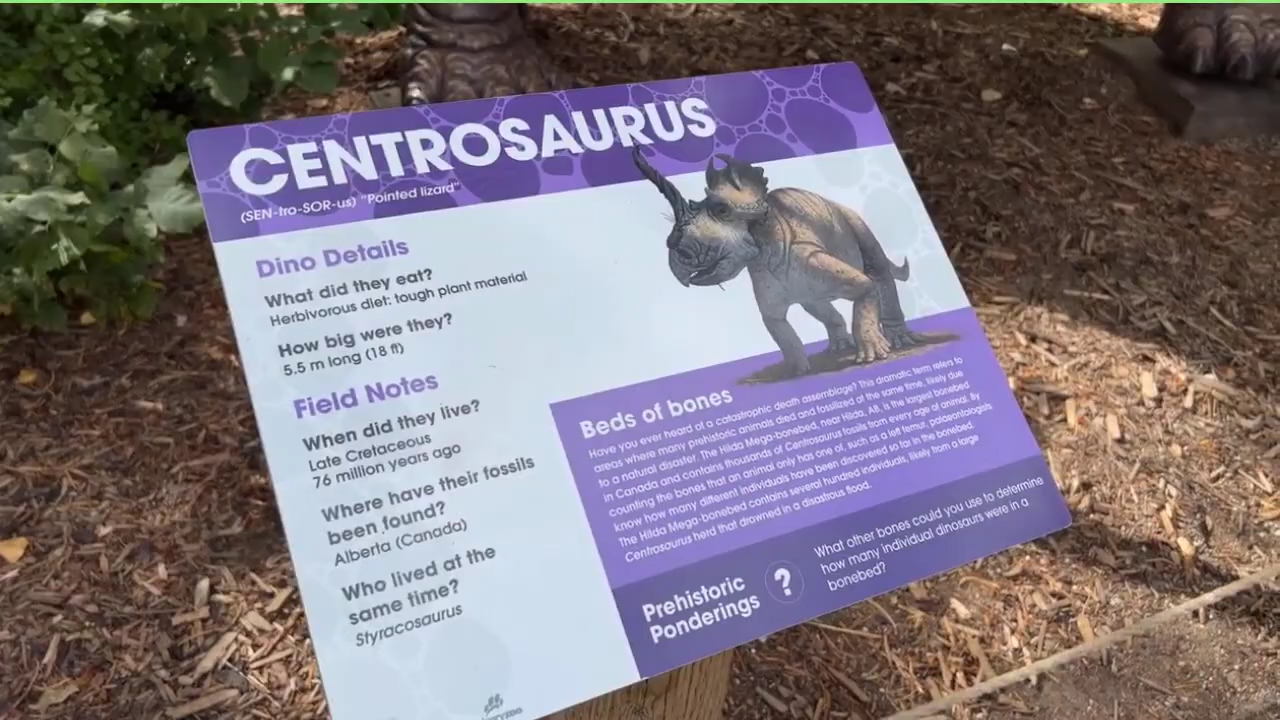 CENTROSAURUS
(SEN-tro-SOR-us) "Pointed lizard"
Dino Details
What did they eat?
Herbivorous diet: tough plant material
How big were they?
5.5 m long (18 ft)
Field Notes
When did they live?
Late Cretaceous
76 million years ago
Where have their fossils
been found?
Alberta (Canada)
Who lived at the
same time?
Styracosaurus
Beds of bones
Have you ever heard of a catastrophic death assemblage? This dramatic term refers to
areas where many prehistoric animals died and fossilized at the same time, likely due
to a natural disaster. The Hilda Mega-bonebed, near Hilda, AB, is the largest bonebed
in Canada and contains thousands of Centrosaurus fossils from every age of animal. By
counting the bones that an animal only has one of, such as a left femur, palaeontologists
know how many different individuals have been discovered so far in the bonebed.
The Hilda Mega-bonebed contains several hundred individuals, likely from a large
Centrosaurus herd that drowned in a disastrous flood.
Prehistoric
Ponderings
?
What other bones could you use to determine
how many individual dinosaurs were in a
bonebed?